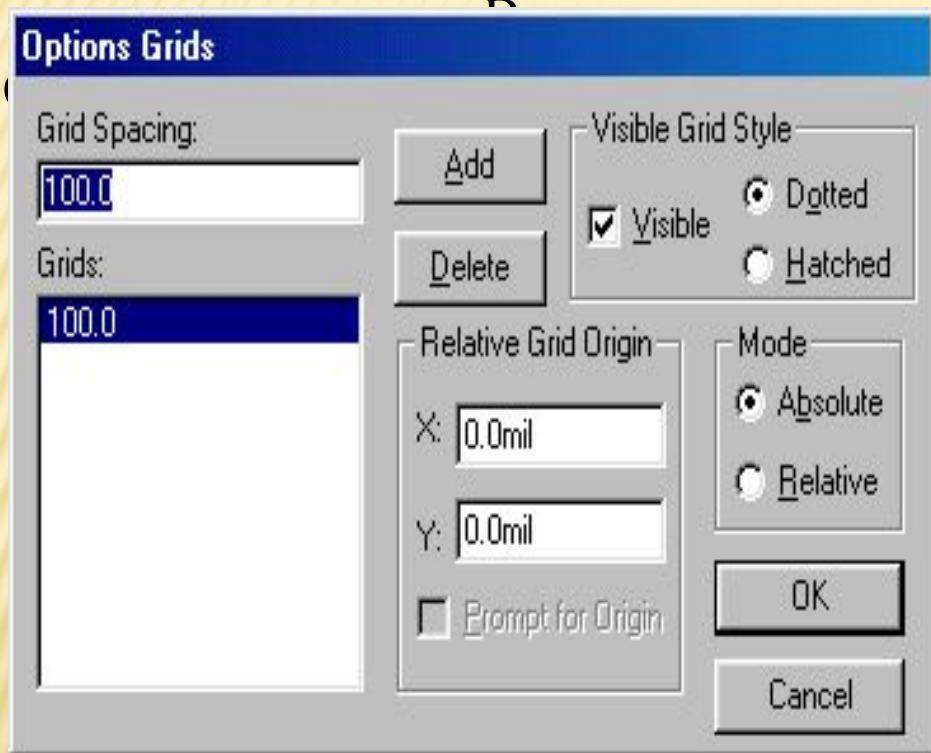 Options Grids
Grid Spacing:
100.0
Add
Delete
Grids:
100.0
Visible Grid Style
Visible
Dotted
Hatched
Relative Grid Origin
X: 0.0mil
Y: 0.0mil
Prompt for Origin
Mode
Absolute
Relative
OK
Cancel